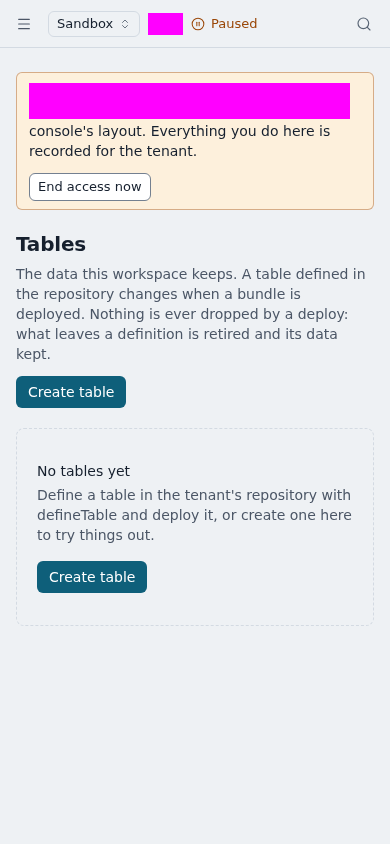 Sandbox
Paused
console's layout. Everything you do here is
recorded for the tenant.
End access now
Tables
The data this workspace keeps. A table defined in
the repository changes when a bundle is
deployed. Nothing is ever dropped by a deploy:
what leaves a definition is retired and its data
kept.
Create table
No tables yet
Define a table in the tenant's repository with
defineTable and deploy it, or create one here
to try things out.
Create table